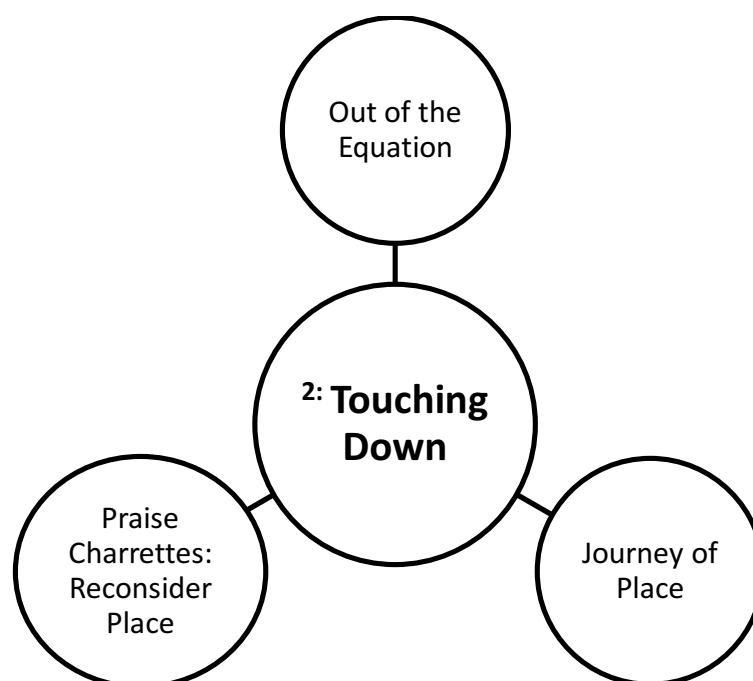 Out of the
Equation
2: Touching
Down
Praise
Charrettes:
Reconsider
Place
Journey of
Place